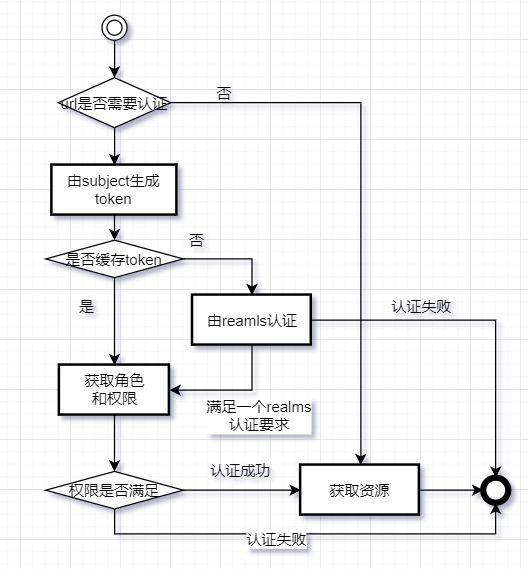 否
url是否需要认证
由subject生成
token
否
是否缓存token
是
由reamls认证
认证失败
获取角色
和权限
满足一个realms
认证要求
认证成功
权限是否满足
获取资源
认证失败